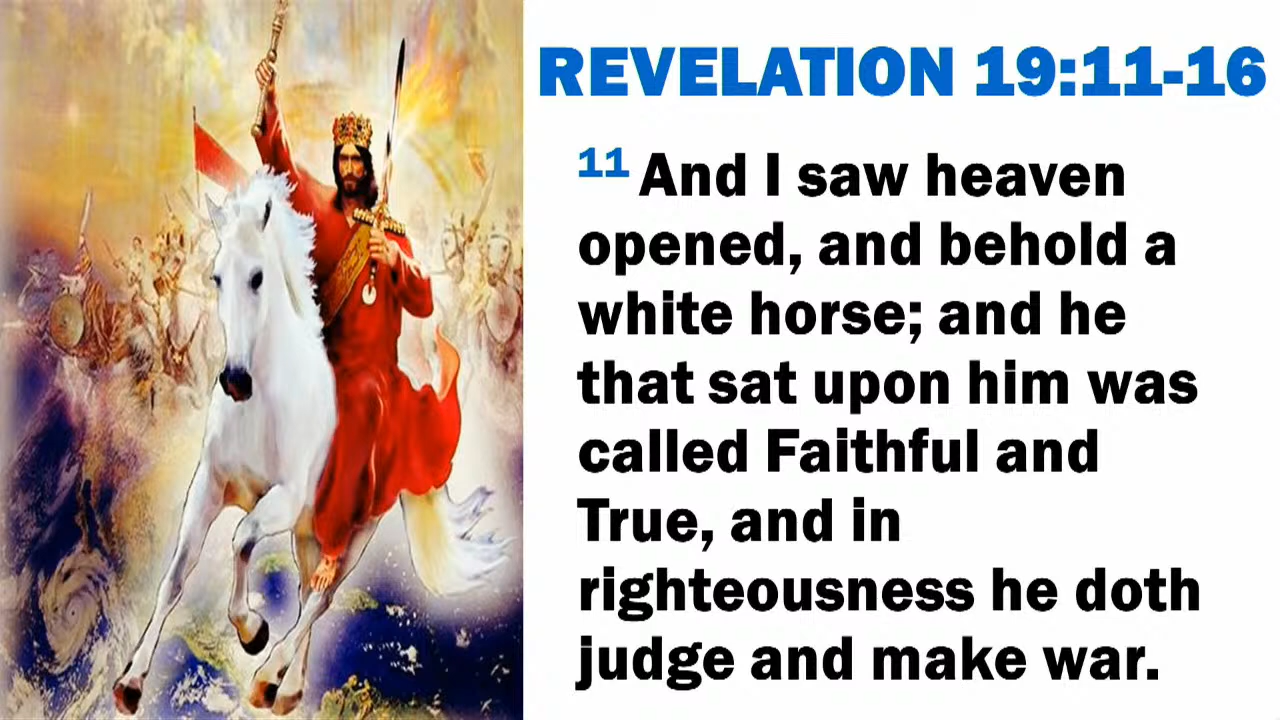 REVELATION 19:11-16
11 And I saw heaven
opened, and behold a
white horse; and he
that sat upon him was
called Faithful and
True, and in
righteousness he doth
judge and make war.